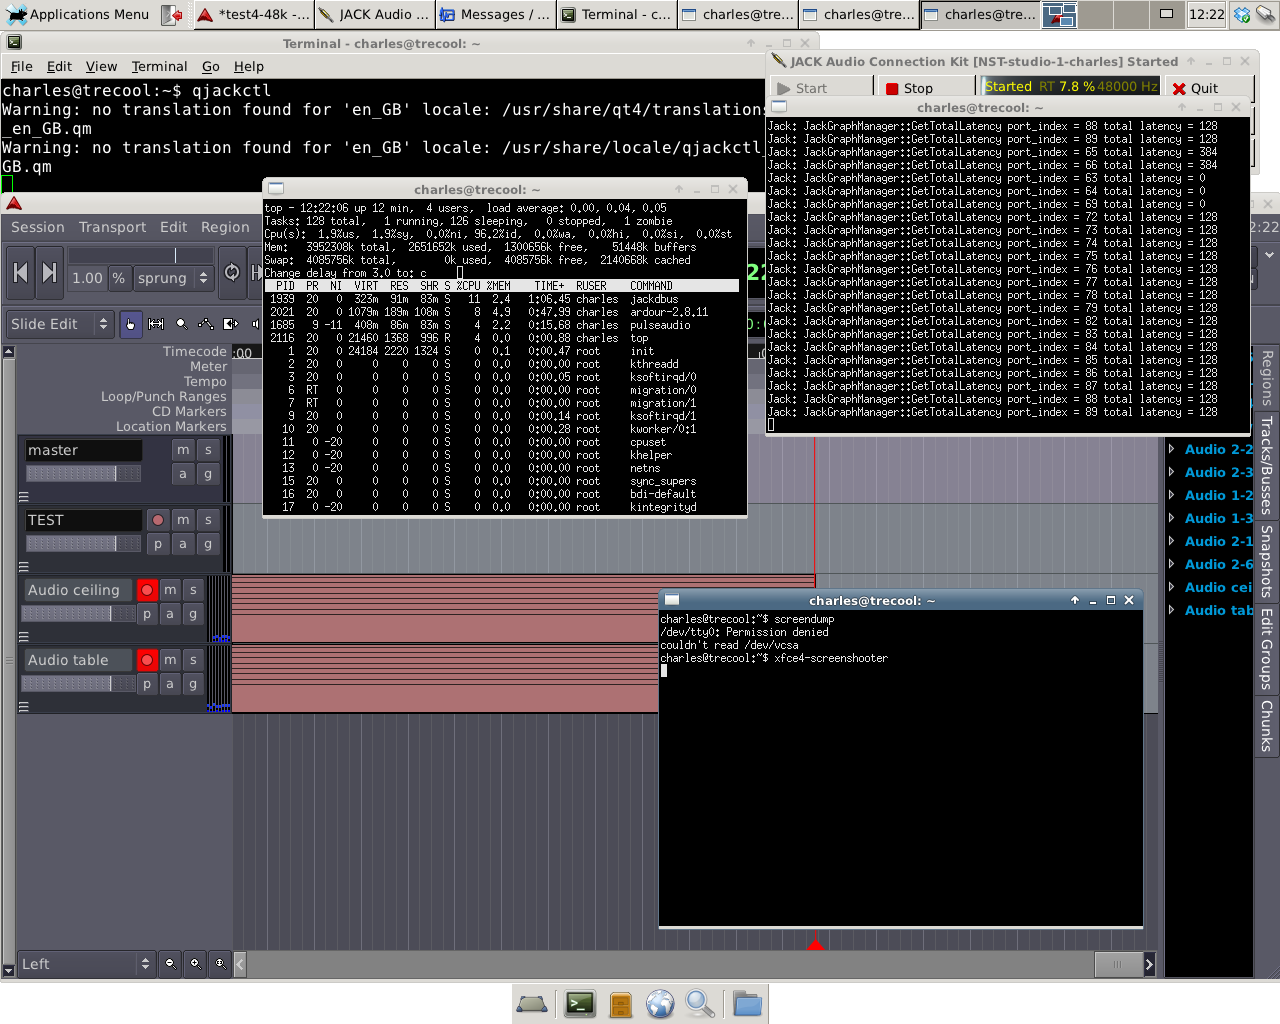 Applications Menu
*test4-48k -...
JACK Audio ...
Messages / ...
Terminal - c...
charles@tre...
charles@tre...
charles@tre...
12:22
Terminal - charles@trecool: ~
File Edit View Terminal Go Help
charles@trecool:~$ qjackctl
Warning: no translation found for 'en_GB' locale: /usr/share/qt4/translations
_en_GB.qm
Warning: no translation found for 'en_GB' locale: /usr/share/locale/qjackctl_
GB.qm
JACK Audio Connection Kit [NST-studio-1-charles] Started
Start
Stop
Started RT 7.8 % 48000 Hz
Quit
charles@trecool: ~
Jack: JackGraphManager::GetTotalLatency port_index = 88 total latency = 128
Jack: JackGraphManager::GetTotalLatency port_index = 89 total latency = 128
Jack: JackGraphManager::GetTotalLatency port_index = 65 total latency = 384
Jack: JackGraphManager::GetTotalLatency port_index = 66 total latency = 384
Jack: JackGraphManager::GetTotalLatency port_index = 63 total latency = 0
Jack: JackGraphManager::GetTotalLatency port_index = 64 total latency = 0
Jack: JackGraphManager::GetTotalLatency port_index = 69 total latency = 0
Jack: JackGraphManager::GetTotalLatency port_index = 72 total latency = 128
Jack: JackGraphManager::GetTotalLatency port_index = 73 total latency = 128
Jack: JackGraphManager::GetTotalLatency port_index = 74 total latency = 128
Jack: JackGraphManager::GetTotalLatency port_index = 75 total latency = 128
Jack: JackGraphManager::GetTotalLatency port_index = 76 total latency = 128
Jack: JackGraphManager::GetTotalLatency port_index = 77 total latency = 128
Jack: JackGraphManager::GetTotalLatency port_index = 78 total latency = 128
Jack: JackGraphManager::GetTotalLatency port_index = 79 total latency = 128
Jack: JackGraphManager::GetTotalLatency port_index = 82 total latency = 128
Jack: JackGraphManager::GetTotalLatency port_index = 83 total latency = 128
Jack: JackGraphManager::GetTotalLatency port_index = 84 total latency = 128
Jack: JackGraphManager::GetTotalLatency port_index = 85 total latency = 128
Jack: JackGraphManager::GetTotalLatency port_index = 86 total latency = 128
Jack: JackGraphManager::GetTotalLatency port_index = 87 total latency = 128
Jack: JackGraphManager::GetTotalLatency port_index = 88 total latency = 128
Jack: JackGraphManager::GetTotalLatency port_index = 89 total latency = 128
charles@trecool: ~
top - 12:22:06 up 12 min, 4 users, load average: 0.00, 0.04, 0.05
Tasks: 128 total, 1 running, 126 sleeping, 0 stopped, 1 zombie
Cpu(s): 1.9%us, 1.9%sy, 0.0%ni, 96.2%id, 0.0%wa, 0.0%hi, 0.0%si, 0.0%st
Mem: 3952308k total, 2651652k used, 1300656k free, 51448k buffers
Swap: 4085756k total, 0k used, 4085756k free, 2140668k cached
Change delay from 3.0 to: c
PID PR NI VIRT RES SHR S %CPU %MEM TIME+ RUSER COMMAND
1939 20 0 323m 91m 83m S 11 2.4 1:06.45 charles jackdbus
2021 20 0 1079m 189m 108m S 8 4.9 0:47.99 charles ardour-2.8.11
1685 9 -11 408m 86m 83m S 4 2.2 0:15.68 charles pulseaudio
2116 20 0 21460 1368 996 R 4 0.0 0:00.88 charles top
1 20 0 24184 2220 1324 S 0 0.1 0:00.47 root init
2 20 0 0 0 0 S 0 0.0 0:00.00 root kthreadd
3 20 0 0 0 0 S 0 0.0 0:00.05 root ksoftirqd/0
6 RT 0 0 0 0 S 0 0.0 0:00.00 root migration/0
7 RT 0 0 0 0 S 0 0.0 0:00.00 root migration/1
9 20 0 0 0 0 S 0 0.0 0:00.14 root ksoftirqd/1
10 20 0 0 0 0 S 0 0.0 0:00.28 root kworker/0:1
11 0 -20 0 0 0 S 0 0.0 0:00.00 root cpuset
12 0 -20 0 0 0 S 0 0.0 0:00.00 root khelper
13 0 -20 0 0 0 S 0 0.0 0:00.00 root netns
15 20 0 0 0 0 S 0 0.0 0:00.00 root sync_supers
16 20 0 0 0 0 S 0 0.0 0:00.00 root bdi-default
17 0 -20 0 0 0 S 0 0.0 0:00.00 root kintegrityd
Session Transport Edit Region
2:22
1.00 % sprung
Slide Edit
Timecode :00
Meter
Tempo
Loop/Punch Ranges
CD Markers
Location Markers
master m s
a g
TEST m s
p a g
Audio ceiling m s
p a g
Audio table m s
p a g
Audio 2-2
Audio 2-3
Audio 1-2
Audio 1-3
Audio 2-1
Audio 2-6
Audio cei
Audio tab
Regions
Tracks/Busses
Snapshots
Edit Groups
Chunks
charles@trecool: ~
charles@trecool:~$ screendump
/dev/tty0: Permission denied
couldn't read /dev/vcsa
charles@trecool:~$ xfce4-screenshooter
Left